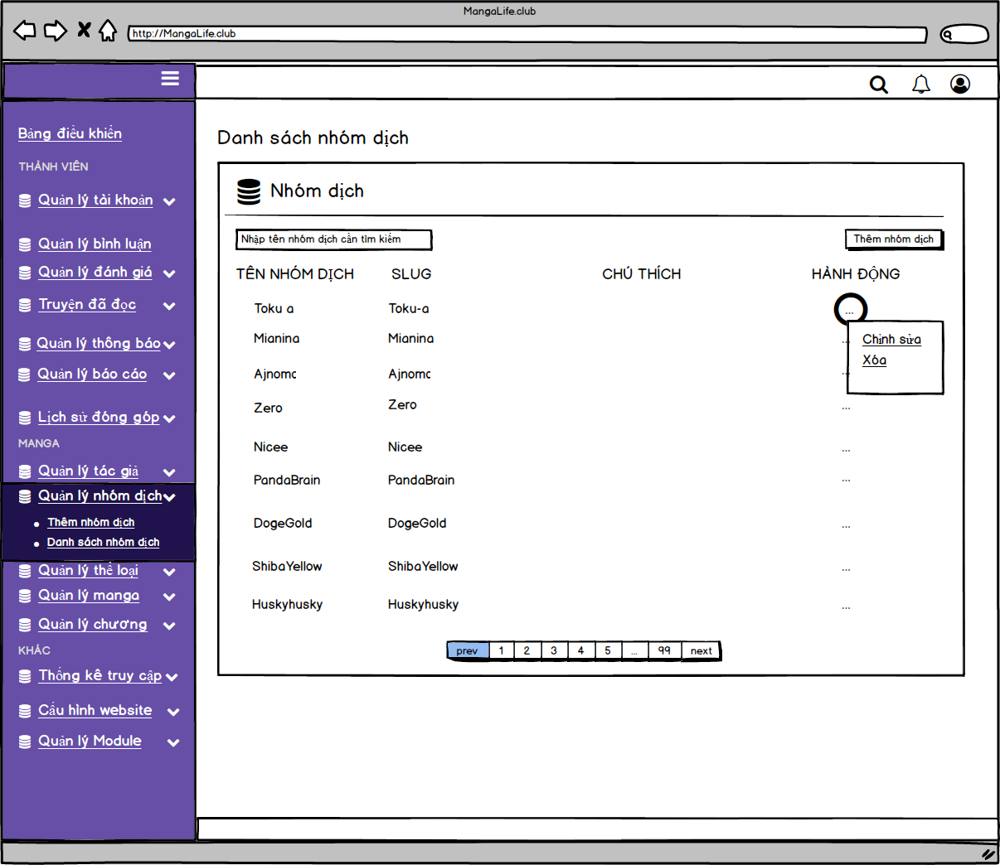 MangaLife.club
http://MangaLife.club
Bảng điều khiển
THÀNH VIÊN
Quản lý tài khoản
Quản lý bình luận
Quản lý đánh giá
Truyện đã đọc
Quản lý thông báo
Quản lý báo cáo
Lịch sử đóng góp
MANGA
Quản lý tác giả
Quản lý nhóm dịch
Thêm nhóm dịch
Danh sách nhóm dịch
Quản lý thể loại
Quản lý manga
Quản lý chương
KHÁC
Thống kê truy cập
Cấu hình website
Quản lý Module
Danh sách nhóm dịch
Nhóm dịch
Nhập tên nhóm dịch cần tìm kiếm Thêm nhóm dịch
TÊN NHÓM DỊCH SLUG CHÚ THÍCH HÀNH ĐỘNG
Toku a Toku-a ...
Mianina Mianina ...
Ajnomc Ajnomc ...
Zero Zero ...
Chỉnh sửa
Xóa
Nicee Nicee ...
PandaBrain PandaBrain ...
DogeGold DogeGold ...
ShibaYellow ShibaYellow ...
Huskyhusky Huskyhusky ...
prev 1 2 3 4 5 ... 99 next